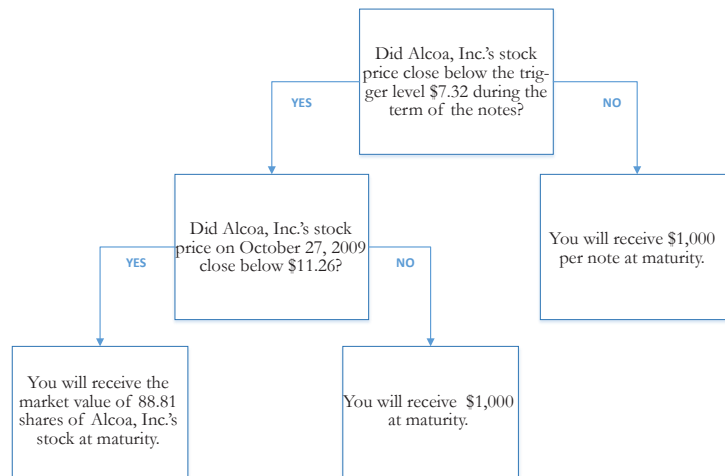 Did Alcoa, Inc.'s stock
price close below the trig-
ger level $7.32 during the
term of the notes?
YES
NO
Did Alcoa, Inc.'s stock
price on October 27, 2009
close below $11.26?
You will receive $1,000
per note at maturity.
YES
NO
You will receive the
market value of 88.81
shares of Alcoa, Inc.'s
stock at maturity.
You will receive $1,000
at maturity.